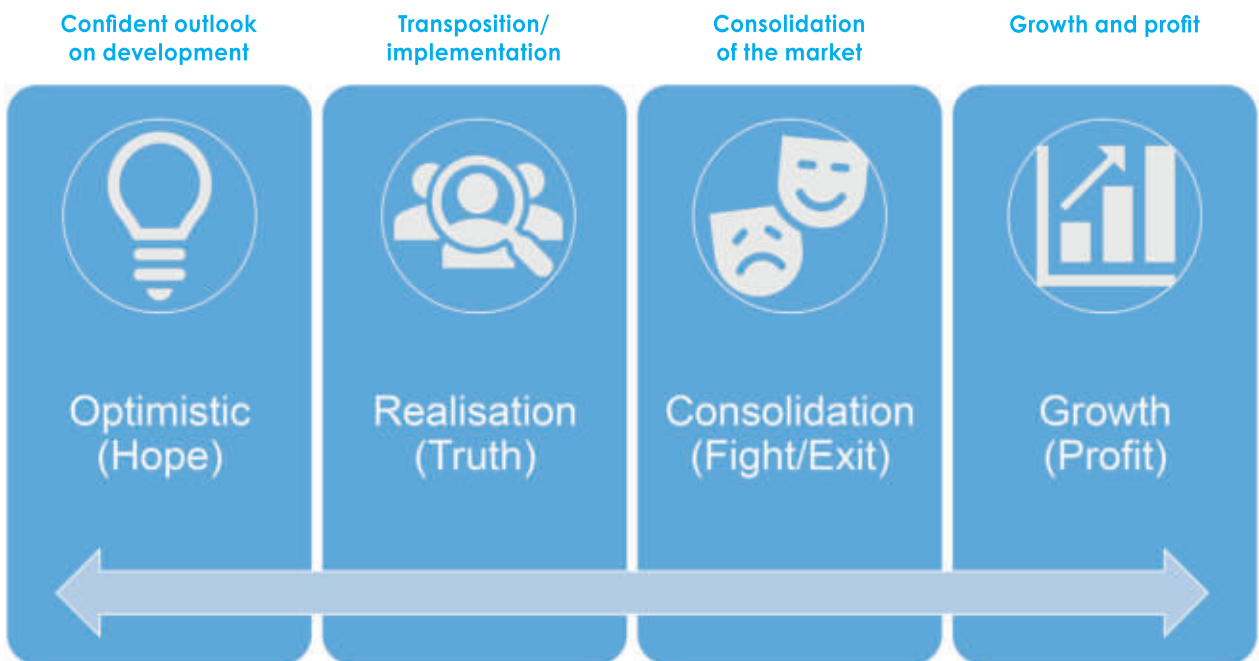 Confident outlook
on development
Transposition/
implementation
Consolidation
of the market
Growth and profit
Optimistic
(Hope)
Realisation
(Truth)
Consolidation
(Fight/Exit)
Growth
(Profit)